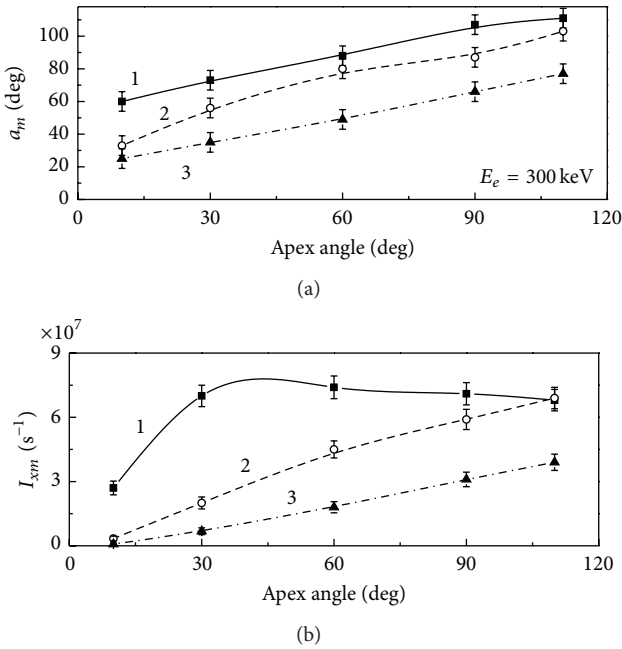 100
80
60
40
20
0
a_m (deg)
1
2
3
E_e = 300 keV
0 30 60 90 120
Apex angle (deg)
(a)
×10^7
9
6
3
0
I_xm (s^−1)
1
2
3
0 30 60 90 120
Apex angle (deg)
(b)